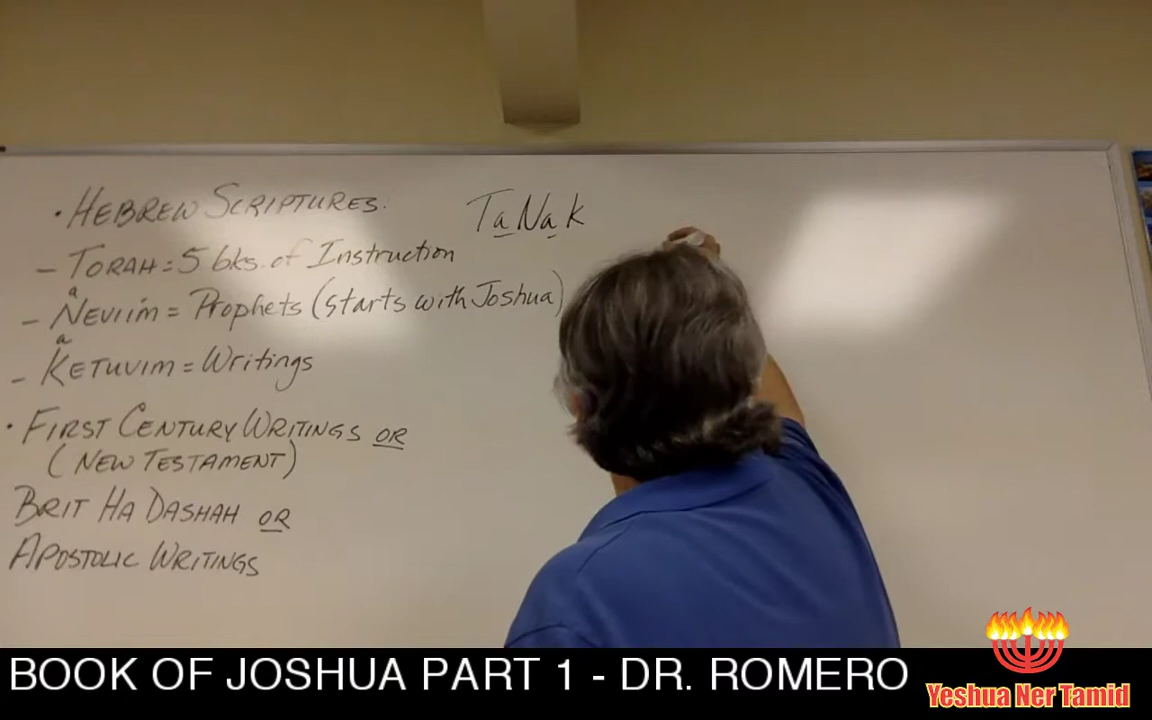 · HEBREW SCRIPTURES:
TaNak
– TORAH = 5 bks. of Instruction
a
– NEVIIM = Prophets (starts with Joshua)
a
– KETUVIM = Writings
· FIRST CENTURY WRITINGS OR
(NEW TESTAMENT)
BRIT HA DASHAH OR
APOSTOLIC WRITINGS
BOOK OF JOSHUA PART 1 - DR. ROMERO
Yeshua Ner Tamid